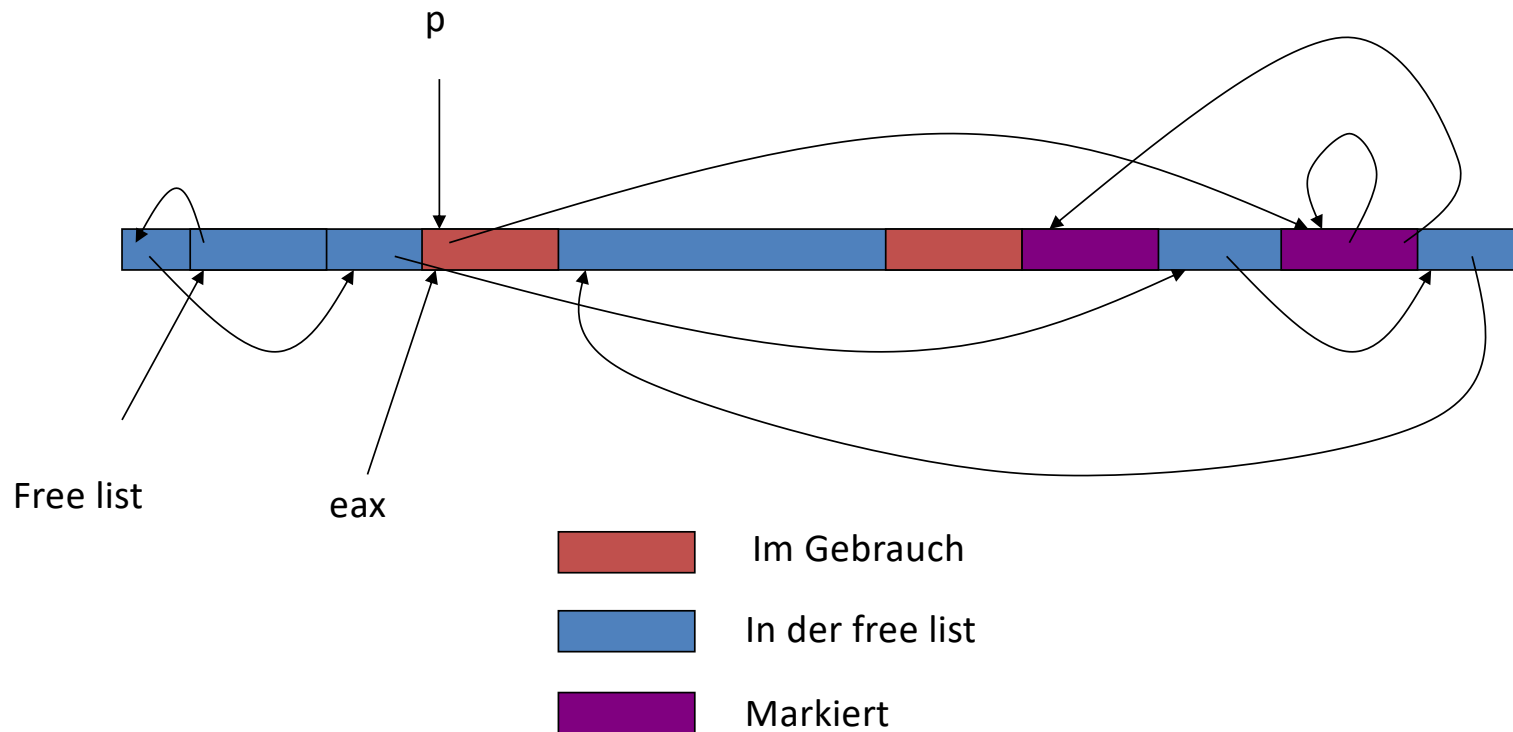 p
Free list
eax
Im Gebrauch
In der free list
Markiert